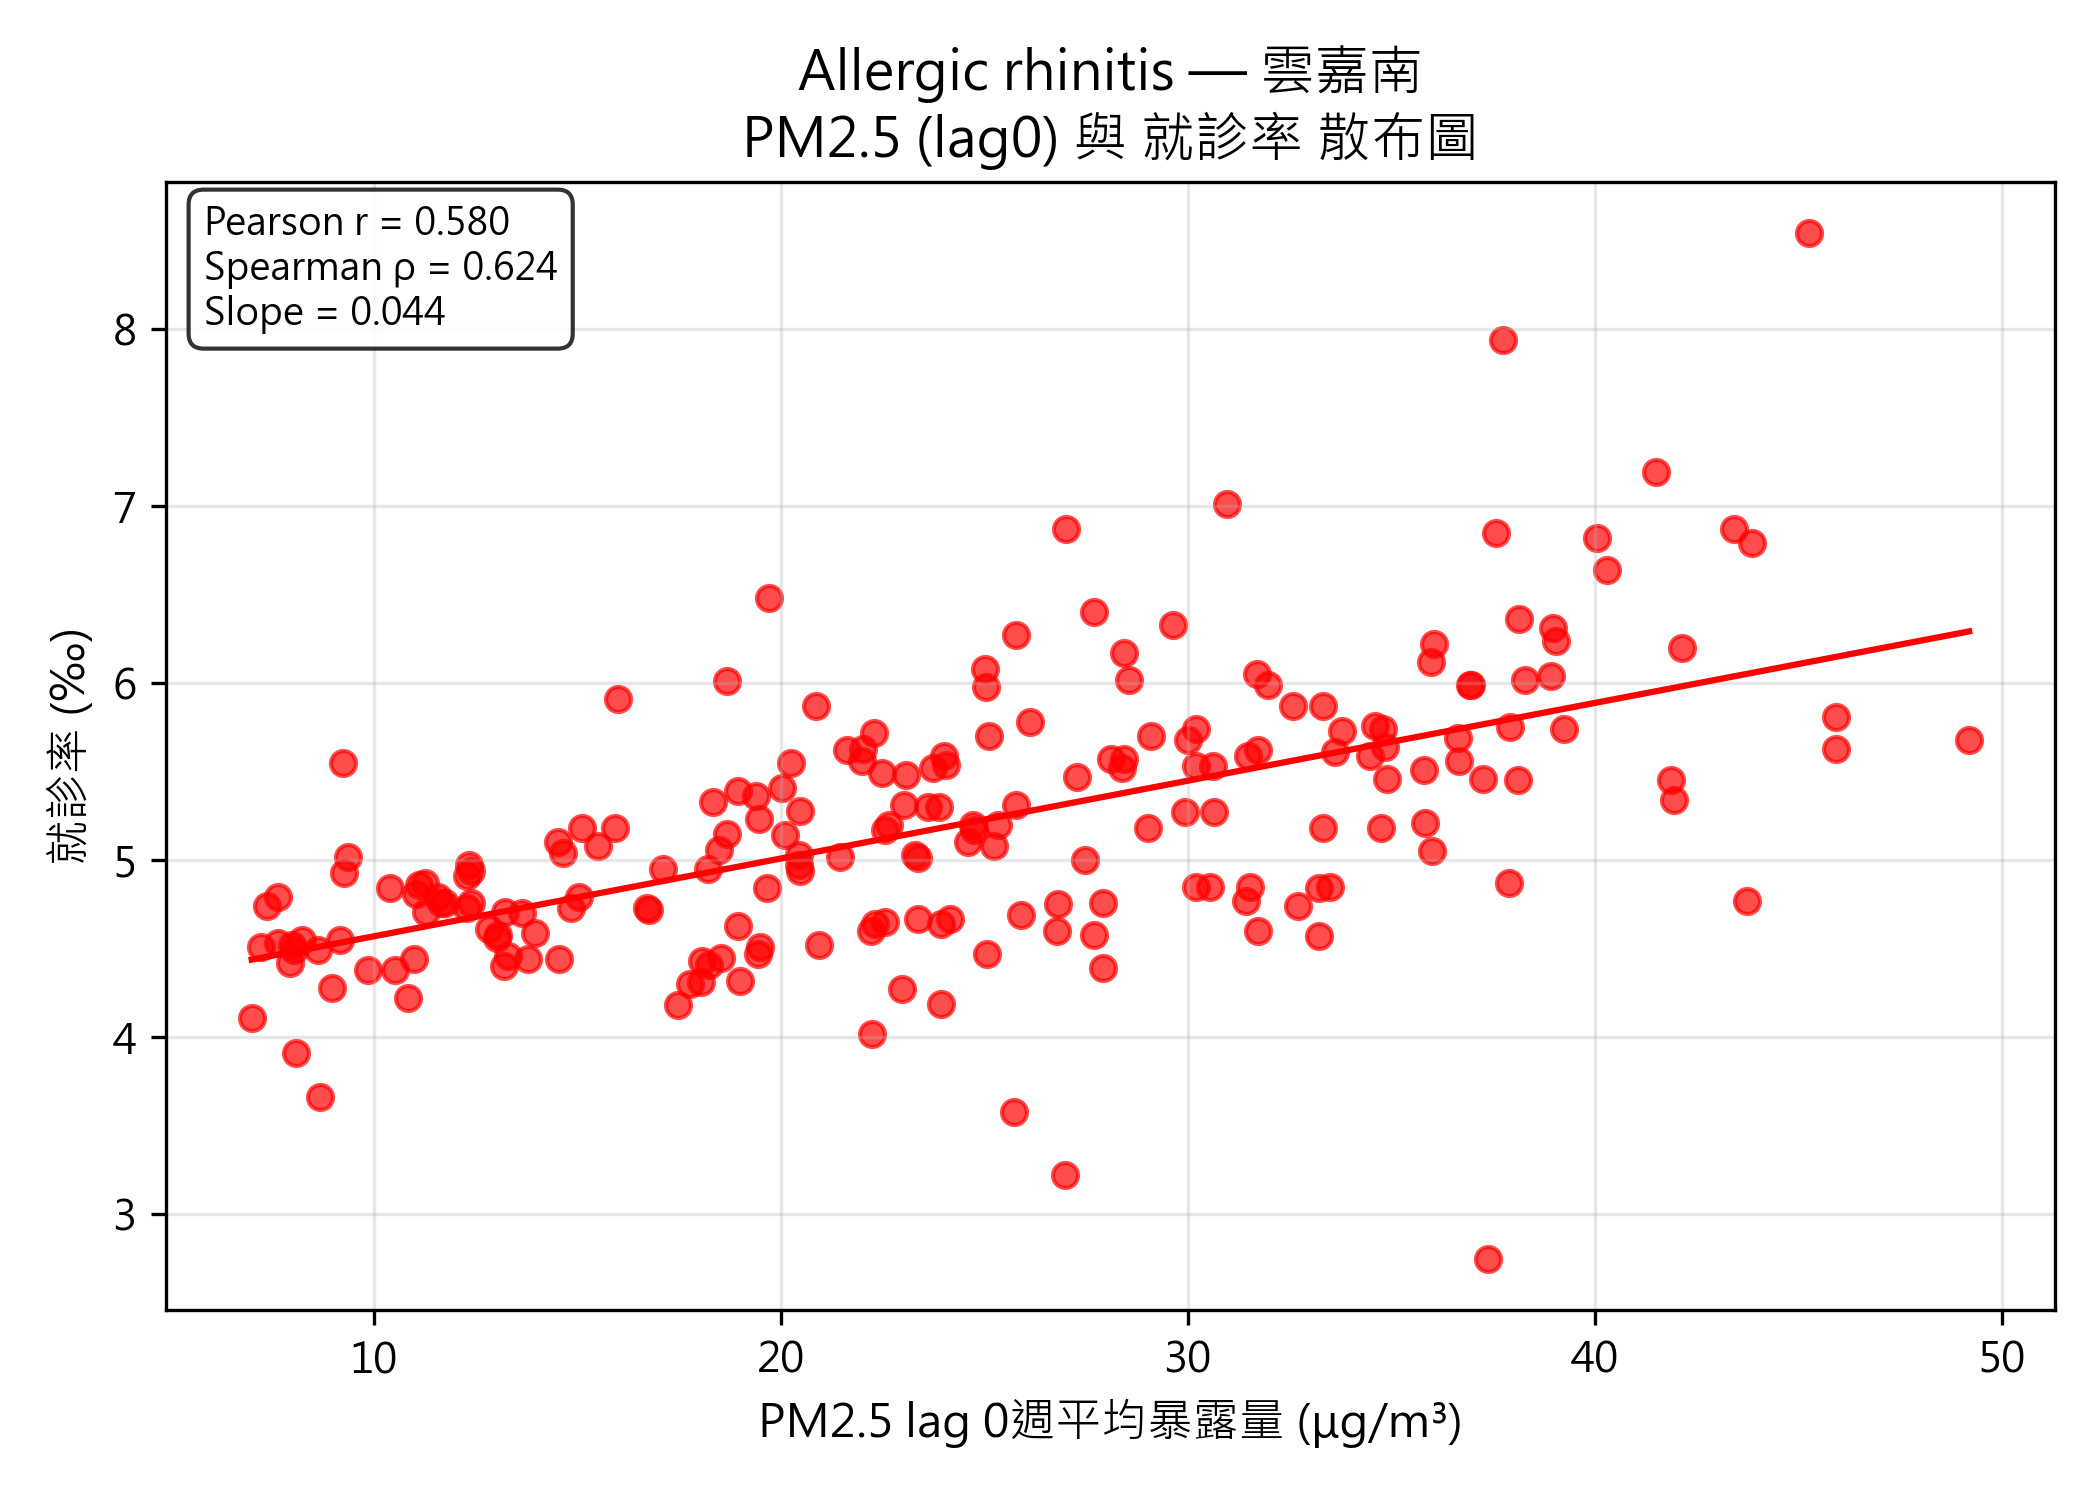 Allergic rhinitis — 雲嘉南
PM2.5 (lag0) 與 就診率 散布圖
Pearson r = 0.580
Spearman ρ = 0.624
Slope = 0.044
就診率 (‰)
8
7
6
5
4
3
10 20 30 40 50
PM2.5 lag 0週平均暴露量 (μg/m³)